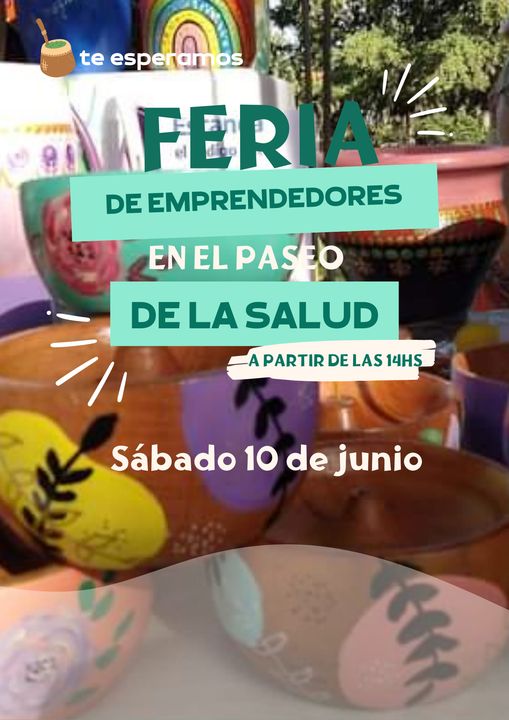 te esperamos
FERIA
DE EMPRENDEDORES
EN EL PASEO
DE LA SALUD
A PARTIR DE LAS 14HS
Sábado 10 de junio